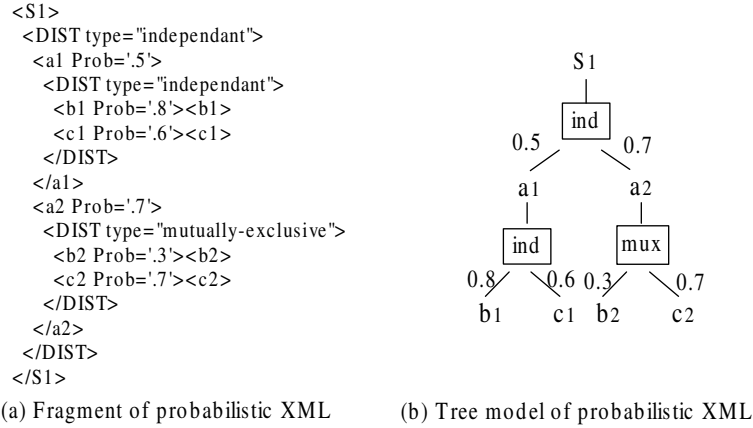 <S1>
<DIST type="independant">
<a1 Prob='.5'>
<DIST type="independant">
<b1 Prob='.8'><b1>
<c1 Prob='.6'><c1>
</DIST>
</a1>
<a2 Prob='.7'>
<DIST type="mutually-exclusive">
<b2 Prob='.3'><b2>
<c2 Prob='.7'><c2>
</DIST>
</a2>
</DIST>
</S1>
(a) Fragment of probabilistic XML
S1
ind
0.5 0.7
a1 a2
ind mux
0.8 0.6 0.3 0.7
b1 c1 b2 c2
(b) Tree model of probabilistic XML